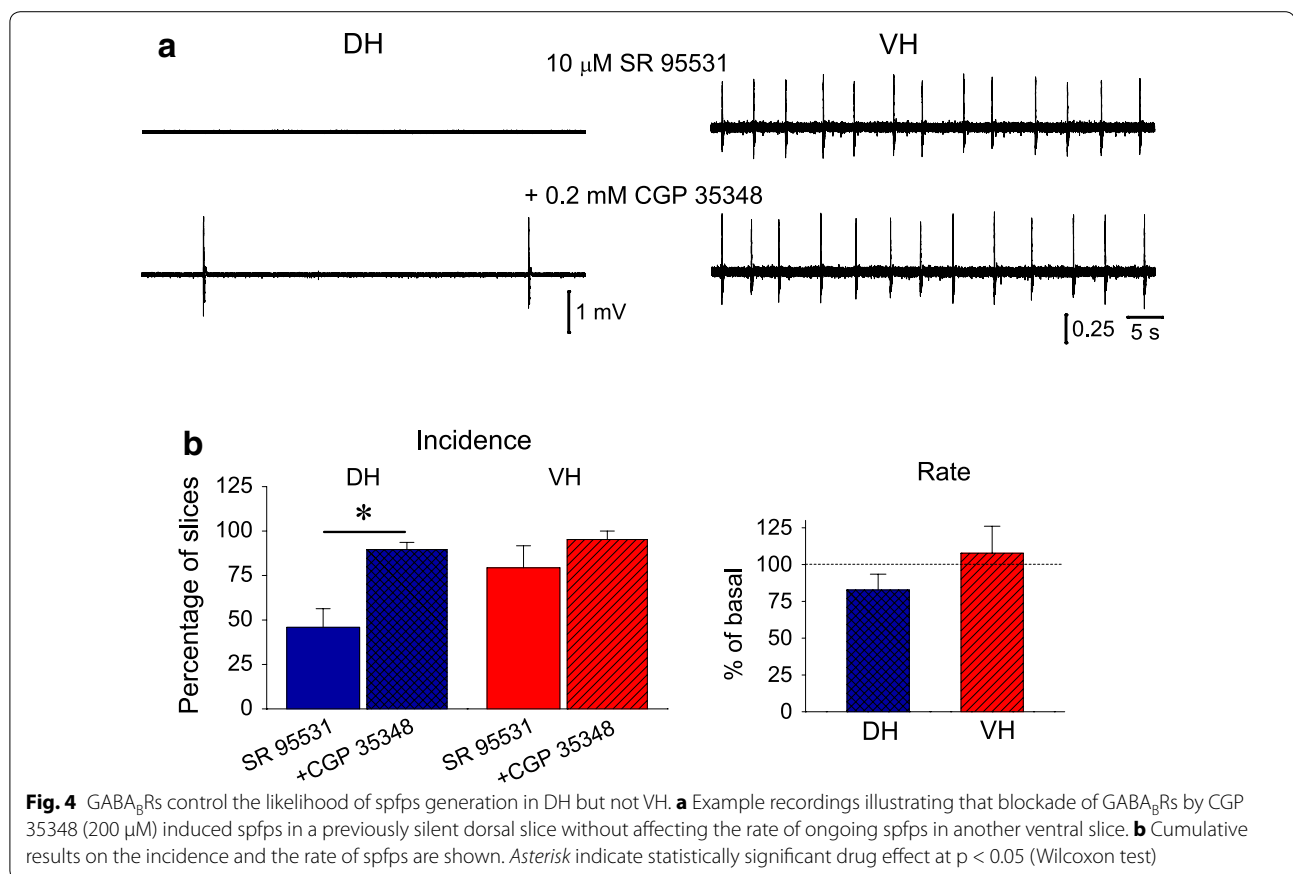 a
DH
VH
10 μM SR 95531
+ 0.2 mM CGP 35348
1 mV
0.25
5 s
b
Incidence
DH
VH
Percentage of slices
125
100
75
50
25
0
*
SR 95531
+CGP 35348
SR 95531
+CGP 35348
Rate
% of basal
125
100
75
50
25
0
DH
VH
Fig. 4 GABABRs control the likelihood of spfps generation in DH but not VH. a Example recordings illustrating that blockade of GABABRs by CGP
35348 (200 μM) induced spfps in a previously silent dorsal slice without affecting the rate of ongoing spfps in another ventral slice. b Cumulative
results on the incidence and the rate of spfps are shown. Asterisk indicate statistically significant drug effect at p < 0.05 (Wilcoxon test)